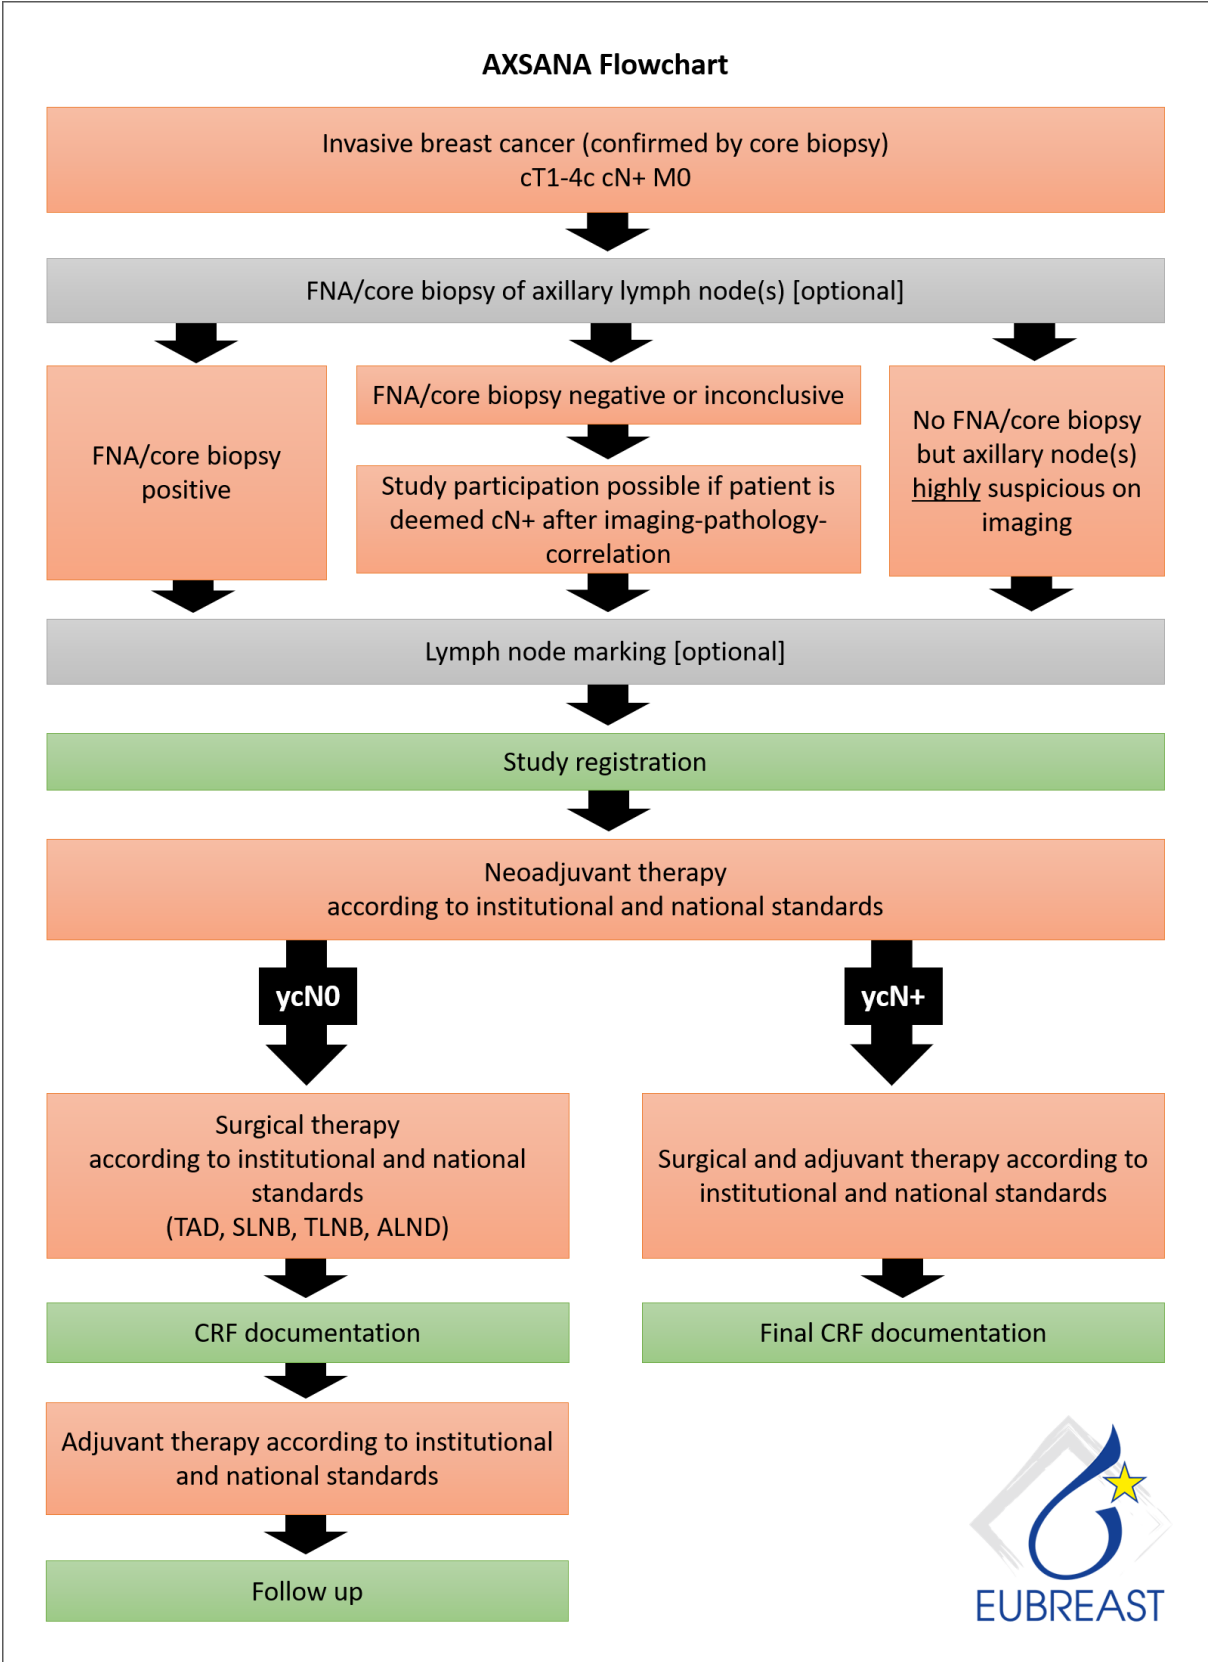 AXSANA Flowchart
Invasive breast cancer (confirmed by core biopsy)
cT1-4c cN+ M0
FNA/core biopsy of axillary lymph node(s) [optional]
FNA/core biopsy
positive
FNA/core biopsy negative or inconclusive
Study participation possible if patient is
deemed cN+ after imaging-pathology-
correlation
No FNA/core biopsy
but axillary node(s)
highly suspicious on
imaging
Lymph node marking [optional]
Study registration
Neoadjuvant therapy
according to institutional and national standards
ycN0
ycN+
Surgical therapy
according to institutional and national
standards
(TAD, SLNB, TLNB, ALND)
Surgical and adjuvant therapy according to
institutional and national standards
CRF documentation
Final CRF documentation
Adjuvant therapy according to institutional
and national standards
Follow up
EUBREAST